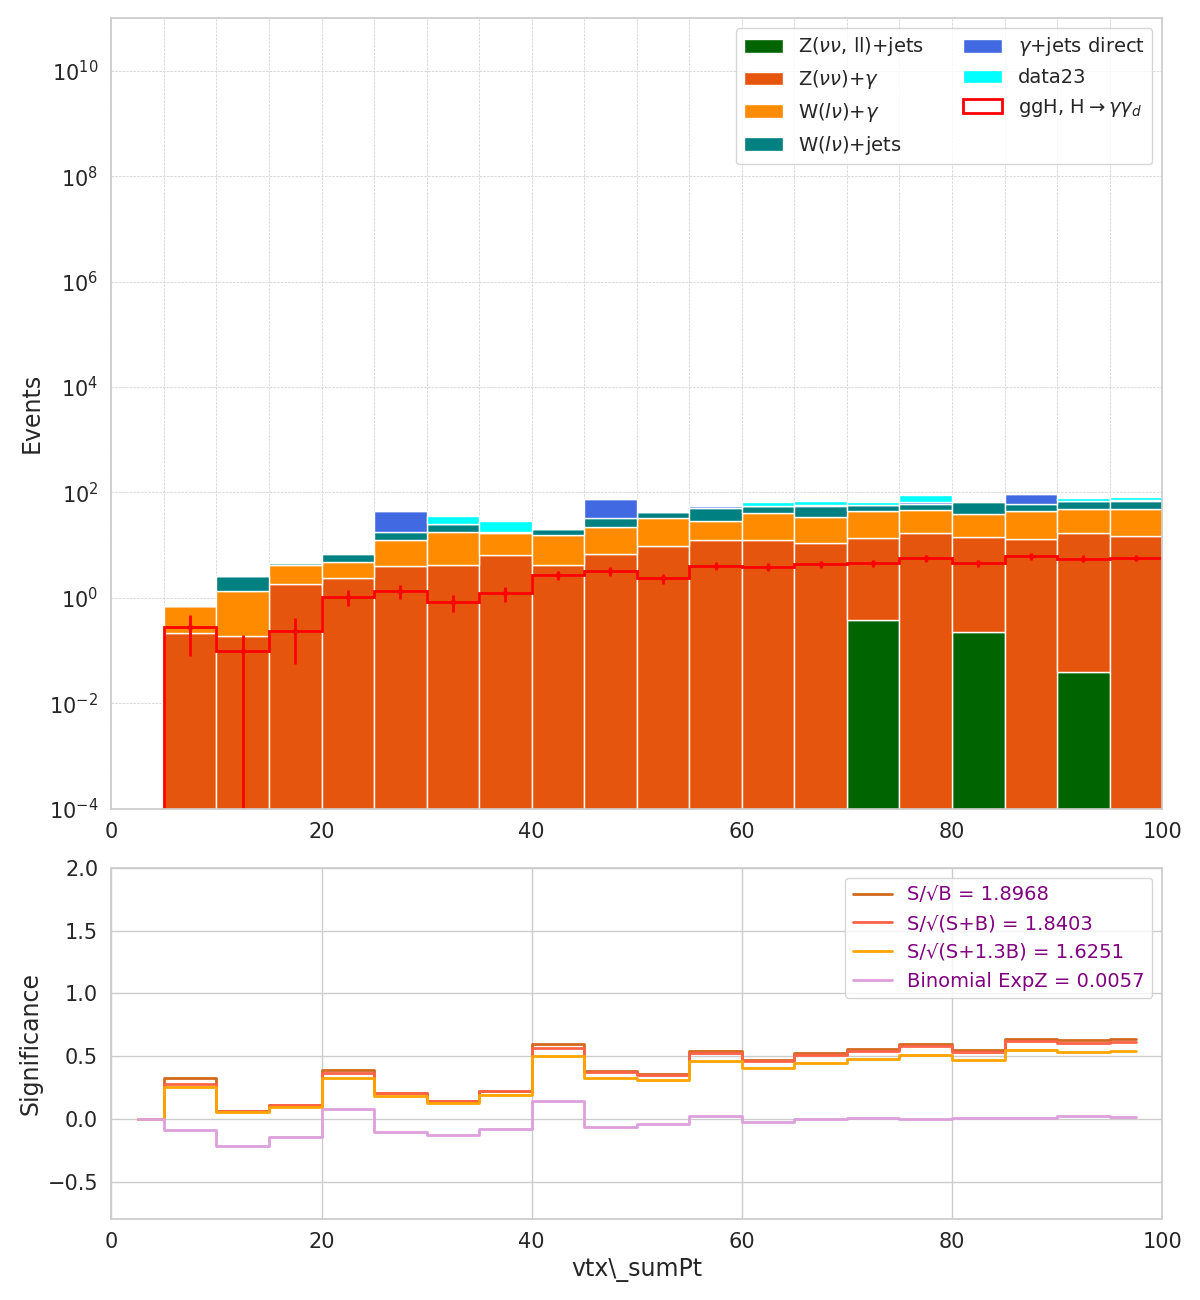 Z(νν, ll)+jets
Z(νν)+γ
W(lν)+γ
W(lν)+jets
γ+jets direct
data23
ggH, H→γγ_d
Events
10^10
10^8
10^6
10^4
10^2
10^0
10^−2
10^−4
0 20 40 60 80 100
S/√B = 1.8968
S/√(S+B) = 1.8403
S/√(S+1.3B) = 1.6251
Binomial ExpZ = 0.0057
Significance
2.0
1.5
1.0
0.5
0.0
−0.5
0 20 40 60 80 100
vtx\_sumPt